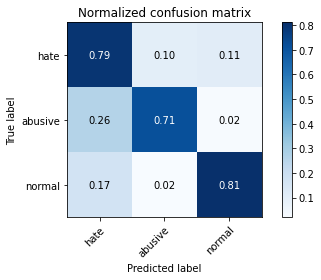 Normalized confusion matrix
True label
hate 0.79 0.10 0.11
abusive 0.26 0.71 0.02
normal 0.17 0.02 0.81
hate abusive normal
Predicted label
0.8
0.7
0.6
0.5
0.4
0.3
0.2
0.1